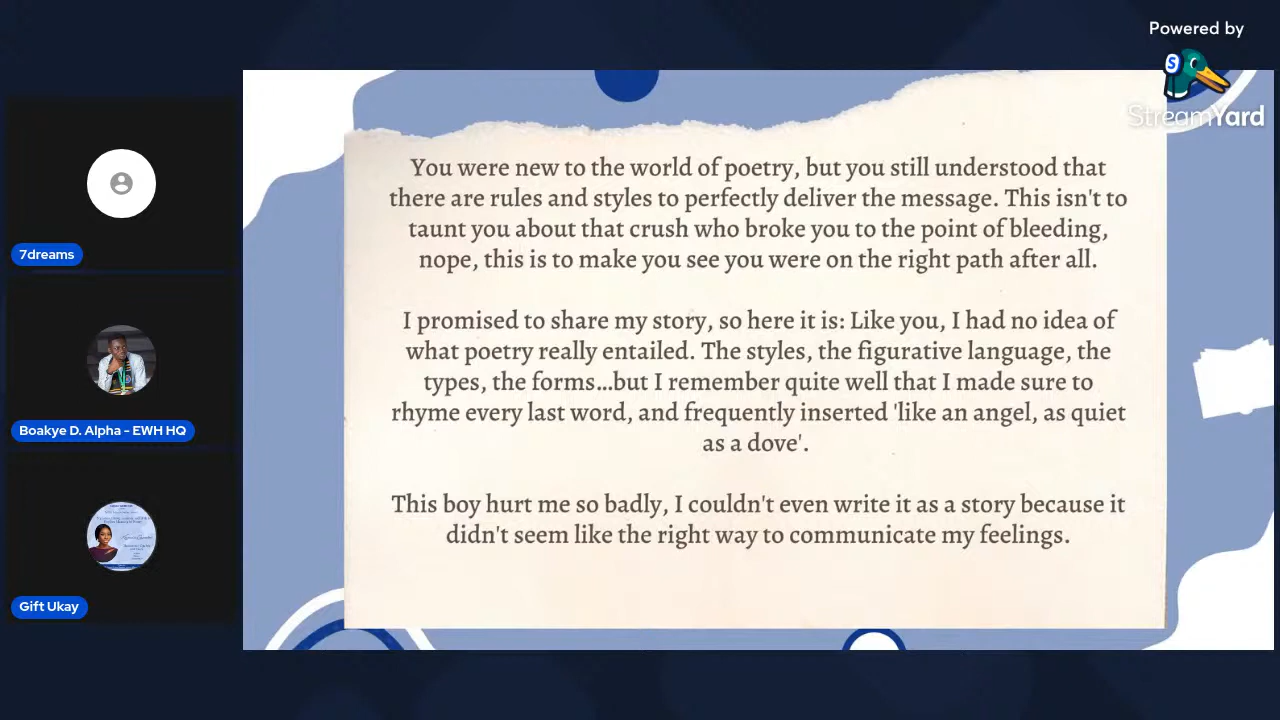 Powered by
StreamYard
You were new to the world of poetry, but you still understood that
there are rules and styles to perfectly deliver the message. This isn't to
taunt you about that crush who broke you to the point of bleeding,
nope, this is to make you see you were on the right path after all.
I promised to share my story, so here it is: Like you, I had no idea of
what poetry really entailed. The styles, the figurative language, the
types, the forms...but I remember quite well that I made sure to
rhyme every last word, and frequently inserted 'like an angel, as quiet
as a dove'.
This boy hurt me so badly, I couldn't even write it as a story because it
didn't seem like the right way to communicate my feelings.
7dreams
Boakye D. Alpha - EWH HQ
Gift Ukay